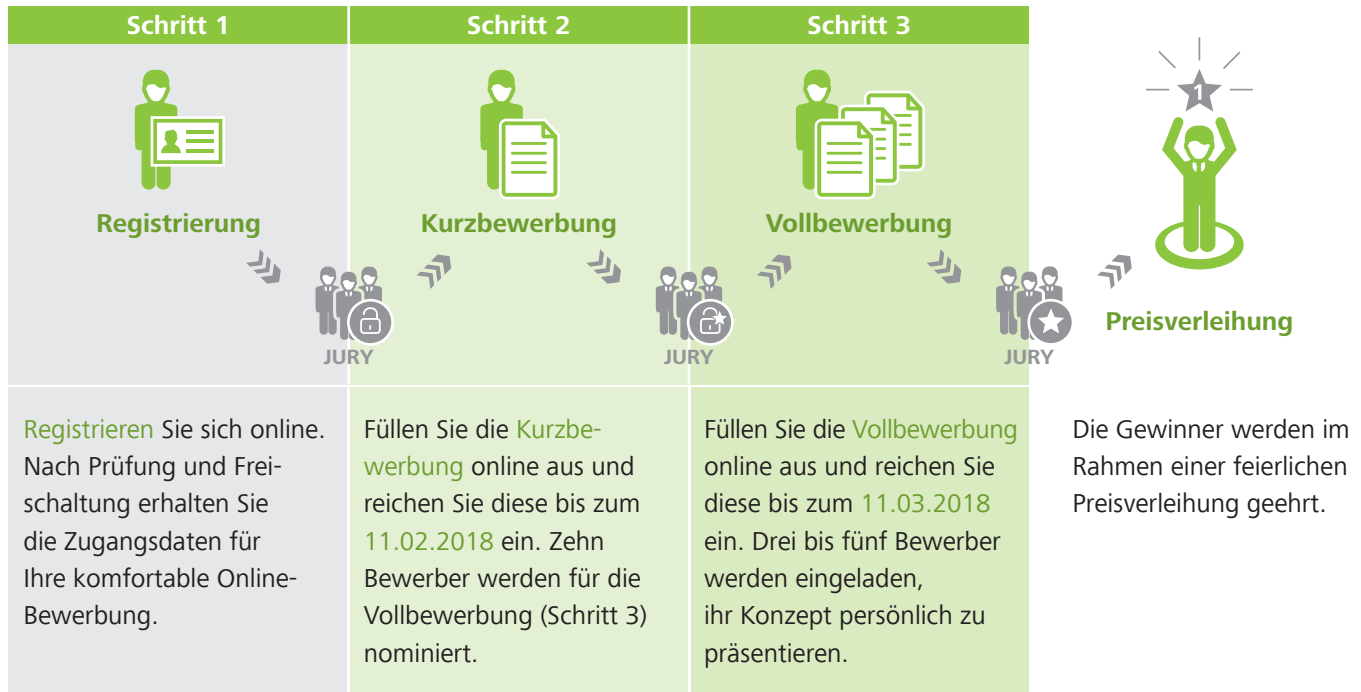 Schritt 1
Schritt 2
Schritt 3
1
Registrierung
Kurzbewerbung
Vollbewerbung
JURY
JURY
JURY
Preisverleihung
Registrieren Sie sich online.
Nach Prüfung und Frei-
schaltung erhalten Sie
die Zugangsdaten für
Ihre komfortable Online-
Bewerbung.
Füllen Sie die Kurzbe-
werbung online aus und
reichen Sie diese bis zum
11.02.2018 ein. Zehn
Bewerber werden für die
Vollbewerbung (Schritt 3)
nominiert.
Füllen Sie die Vollbewerbung
online aus und reichen Sie
diese bis zum 11.03.2018
ein. Drei bis fünf Bewerber
werden eingeladen,
ihr Konzept persönlich zu
präsentieren.
Die Gewinner werden im
Rahmen einer feierlichen
Preisverleihung geehrt.